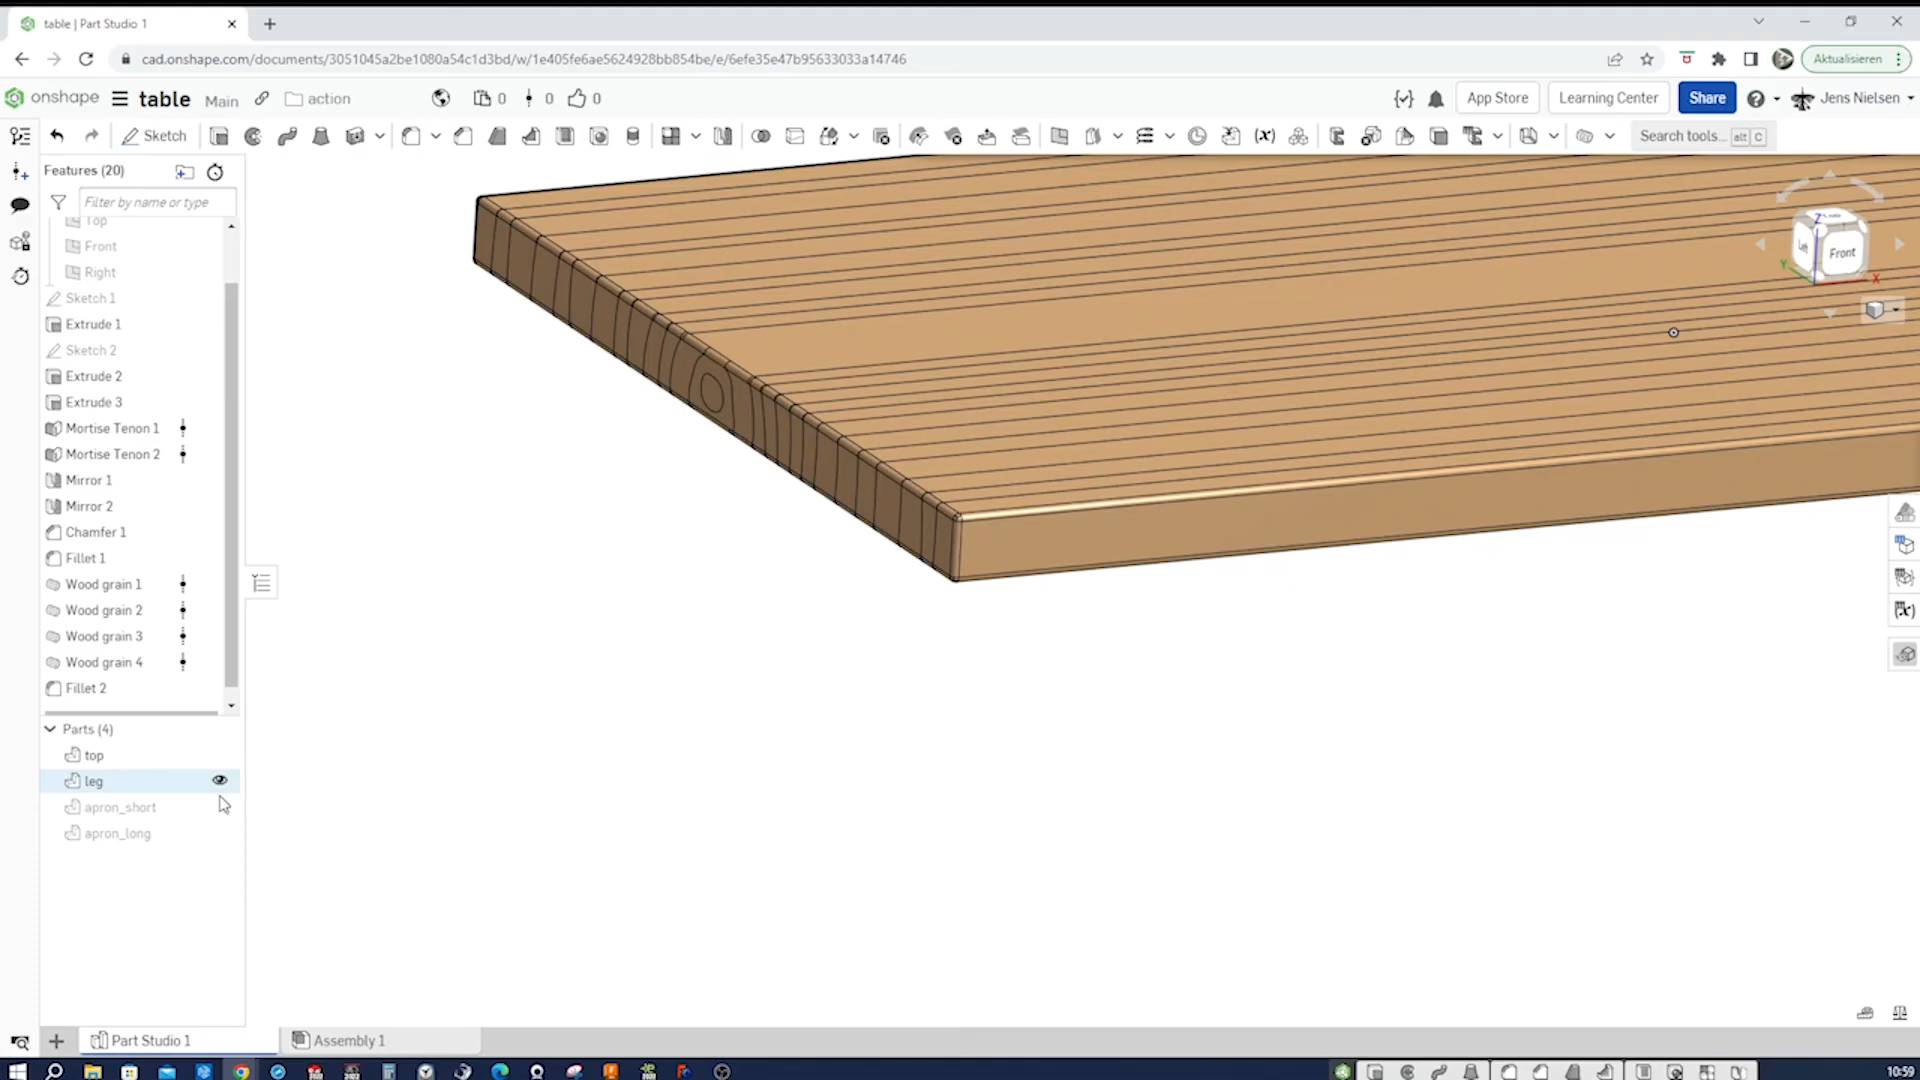 table | Part Studio 1
cad.onshape.com/documents/3051045a2be1080a54c1d3bd/w/1e405fe6ae5624928bb854be/e/6efe35e47b95633033a14746
Aktualisieren
onshape
table
Main
action
0
0
0
App Store
Learning Center
Share
Jens Nielsen
Sketch
(x)
Search tools... alt C
Features (20)
Filter by name or type
Top
Front
Right
Sketch 1
Extrude 1
Sketch 2
Extrude 2
Extrude 3
Mortise Tenon 1
Mortise Tenon 2
Mirror 1
Mirror 2
Chamfer 1
Fillet 1
Wood grain 1
Wood grain 2
Wood grain 3
Wood grain 4
Fillet 2
Parts (4)
top
leg
apron_short
apron_long
Z
Left
Front
Y
X
(x)
Part Studio 1
Assembly 1
10:59